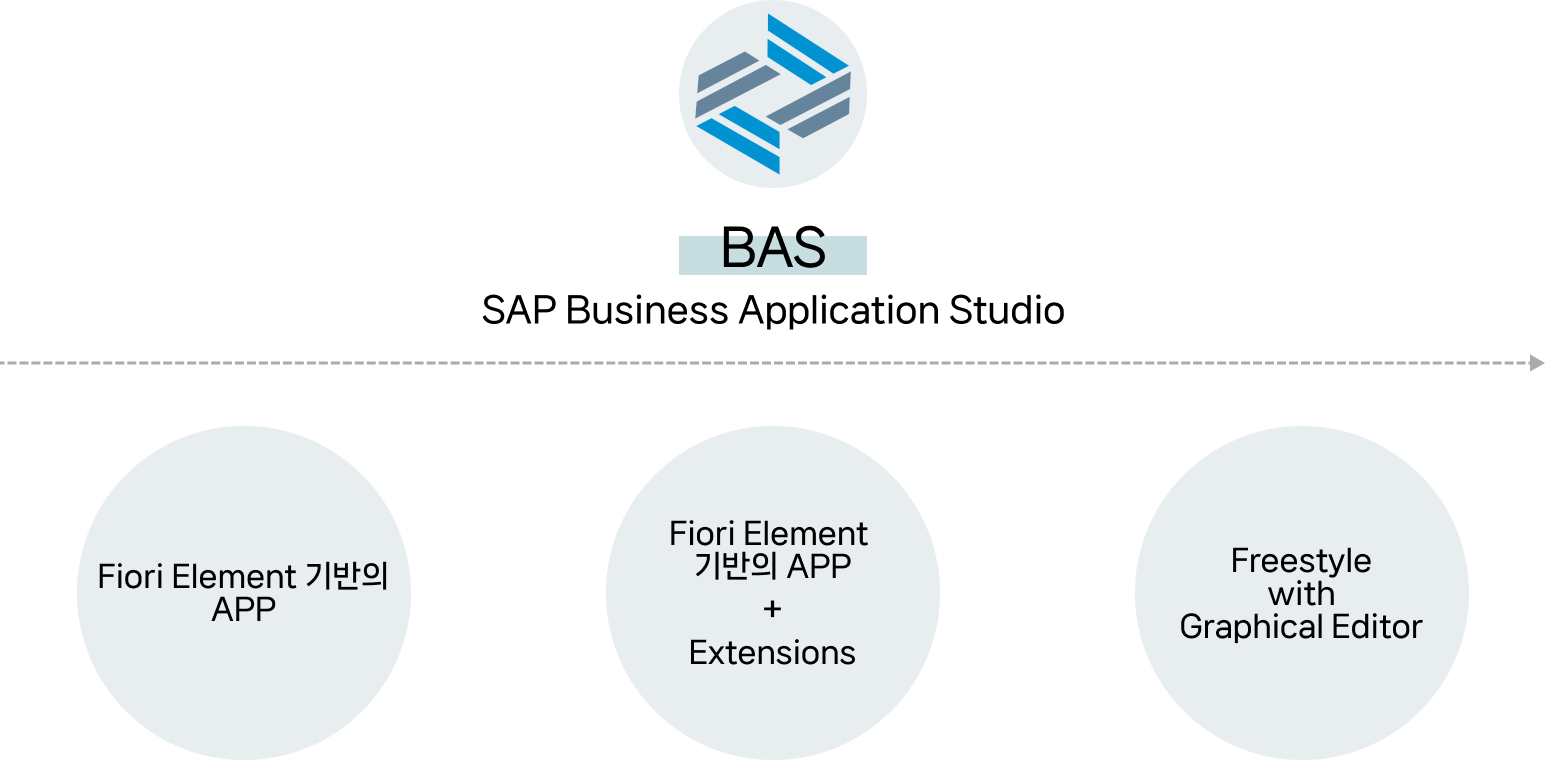 BAS
SAP Business Application Studio
Fiori Element 기반의
APP
Fiori Element
기반의 APP
+
Extensions
Freestyle
with
Graphical Editor